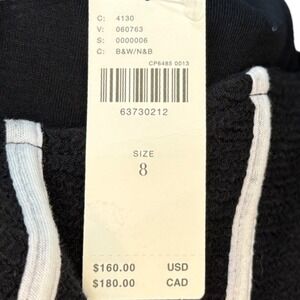 C: 4130
V: 060763
S: 0000006
C: B&W/N&B
CP6485 0013
63730212
SIZE
8
$160.00 USD
$180.00 CAD